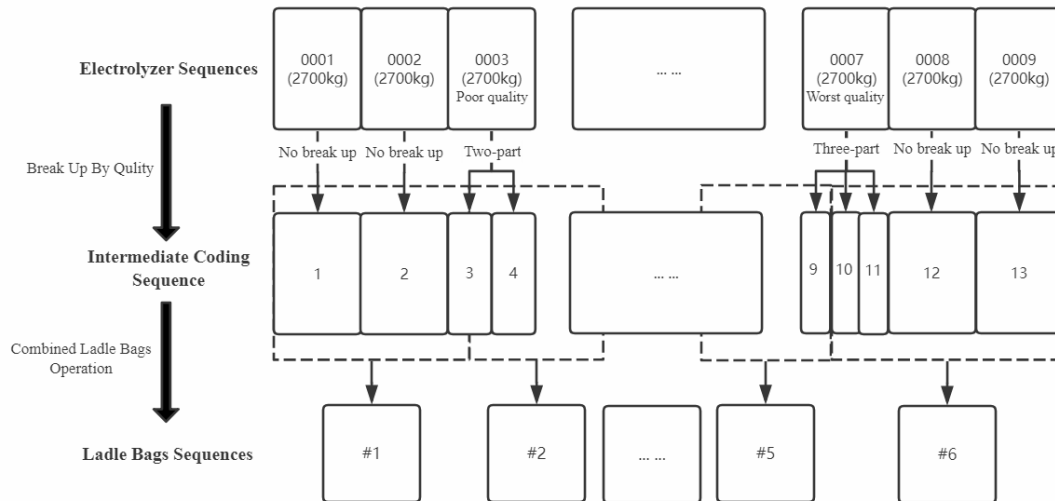 Electrolyzer Sequences
0001
(2700kg)
0002
(2700kg)
0003
(2700kg)
Poor quality
... ...
0007
(2700kg)
Worst quality
0008
(2700kg)
0009
(2700kg)
Break Up By Qulity
No break up
No break up
Two-part
Three-part
No break up
No break up
Intermediate Coding
Sequence
1
2
3
4
... ...
9
10
11
12
13
Combined Ladle Bags
Operation
Ladle Bags Sequences
#1
#2
... ...
#5
#6